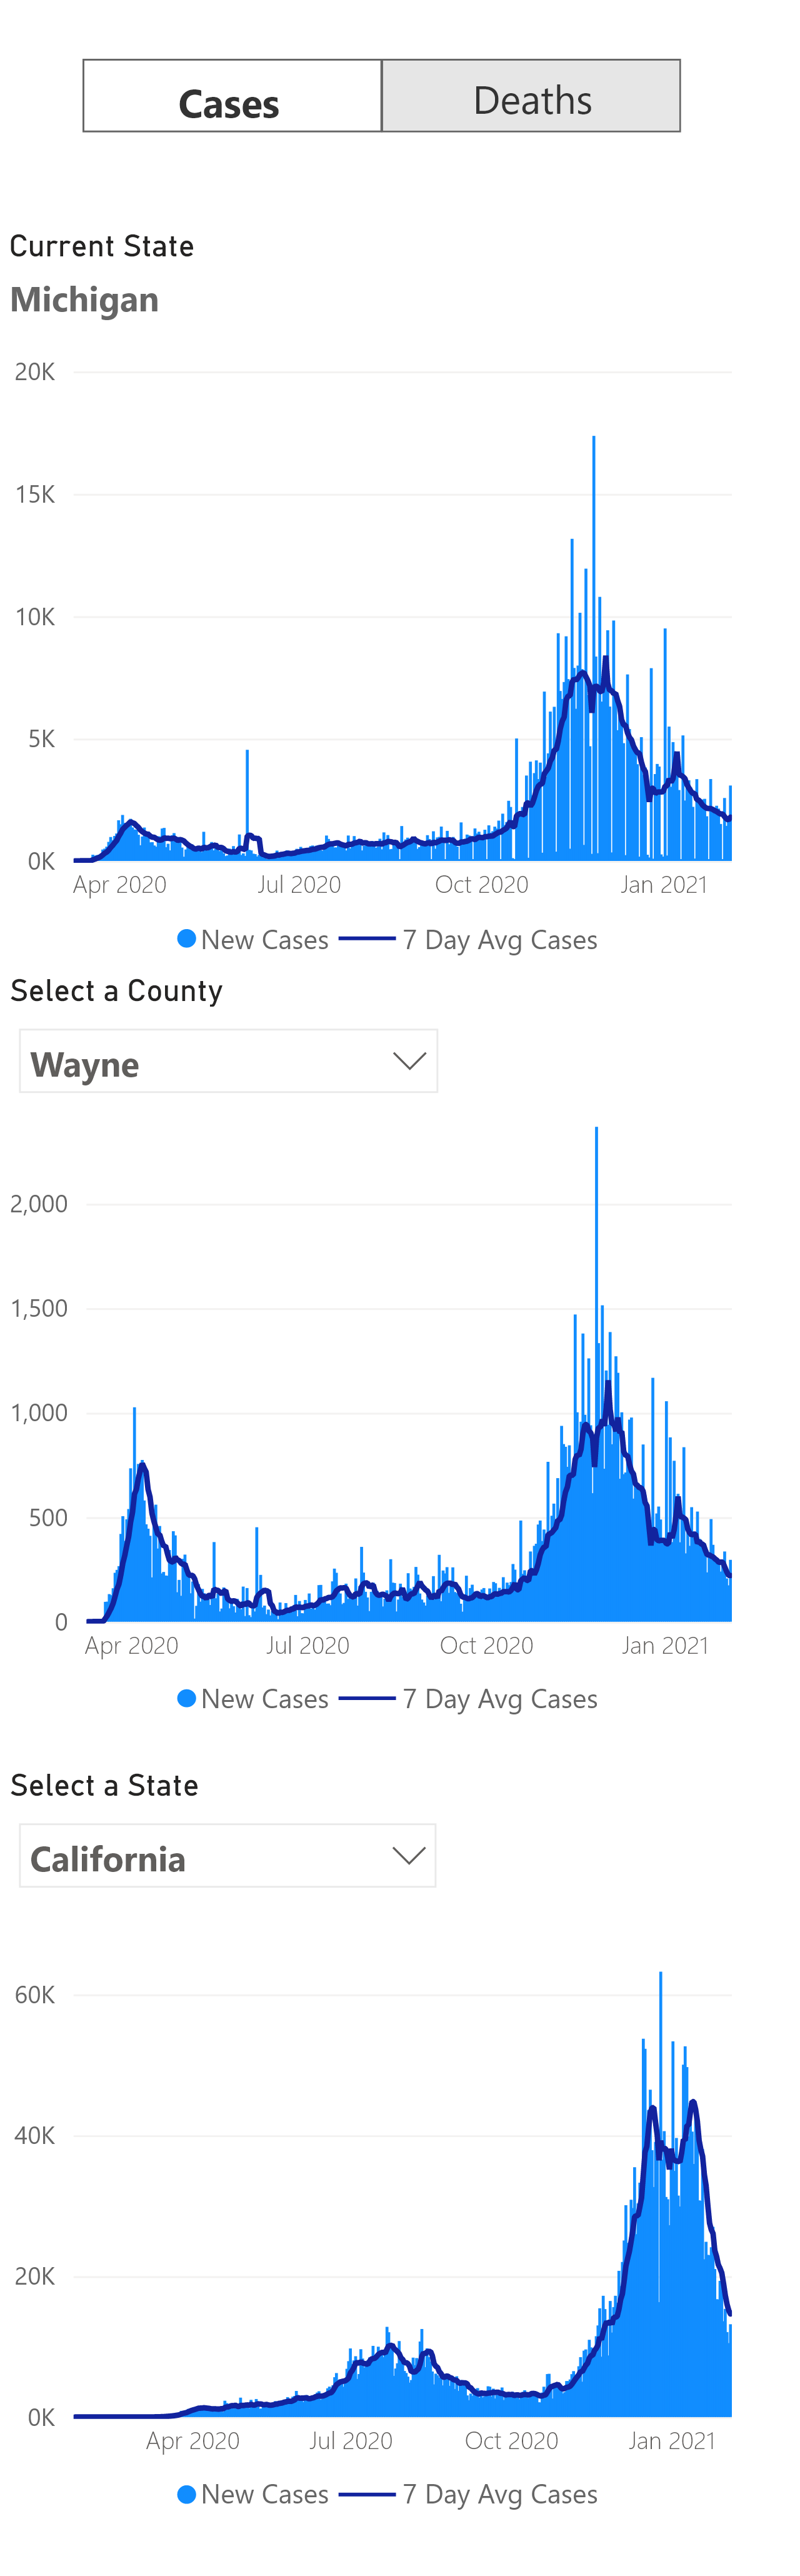 Cases Deaths
Current State
Michigan
20K
15K
10K
5K
0K
Apr 2020 Jul 2020 Oct 2020 Jan 2021
New Cases 7 Day Avg Cases
Select a County
Wayne
2,000
1,500
1,000
500
0
Apr 2020 Jul 2020 Oct 2020 Jan 2021
New Cases 7 Day Avg Cases
Select a State
California
60K
40K
20K
0K
Apr 2020 Jul 2020 Oct 2020 Jan 2021
New Cases 7 Day Avg Cases